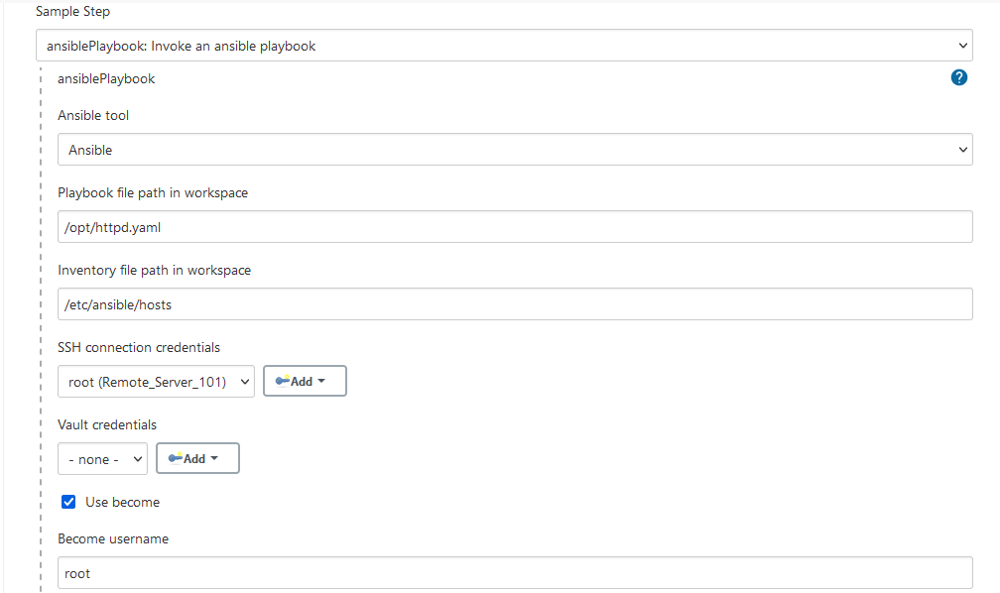 Sample Step
ansiblePlaybook: Invoke an ansible playbook
ansiblePlaybook
?
Ansible tool
Ansible
Playbook file path in workspace
/opt/httpd.yaml
Inventory file path in workspace
/etc/ansible/hosts
SSH connection credentials
root (Remote_Server_101)
Add
Vault credentials
- none -
Add
Use become
Become username
root